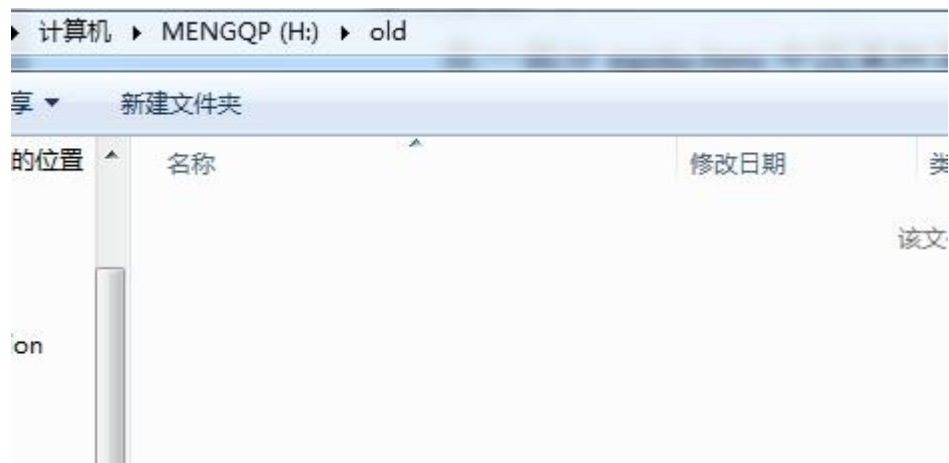 计算机 MENGQP (H:) old
享 新建文件夹
的位置 名称 修改日期 类
该文
on